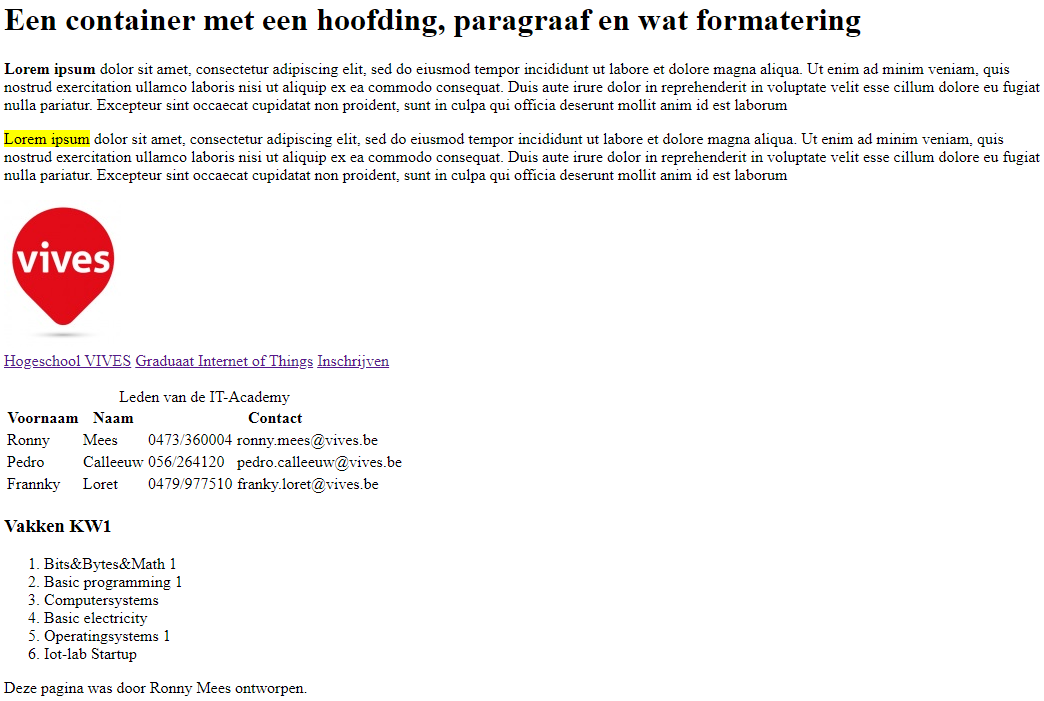 Een container met een hoofding, paragraaf en wat formatering
Lorem ipsum dolor sit amet, consectetur adipiscing elit, sed do eiusmod tempor incididunt ut labore et dolore magna aliqua. Ut enim ad minim veniam, quis
nostrud exercitation ullamco laboris nisi ut aliquip ex ea commodo consequat. Duis aute irure dolor in reprehenderit in voluptate velit esse cillum dolore eu fugiat
nulla pariatur. Excepteur sint occaecat cupidatat non proident, sunt in culpa qui officia deserunt mollit anim id est laborum
Lorem ipsum dolor sit amet, consectetur adipiscing elit, sed do eiusmod tempor incididunt ut labore et dolore magna aliqua. Ut enim ad minim veniam, quis
nostrud exercitation ullamco laboris nisi ut aliquip ex ea commodo consequat. Duis aute irure dolor in reprehenderit in voluptate velit esse cillum dolore eu fugiat
nulla pariatur. Excepteur sint occaecat cupidatat non proident, sunt in culpa qui officia deserunt mollit anim id est laborum
vives
Hogeschool VIVES Graduaat Internet of Things Inschrijven
Leden van de IT-Academy
Voornaam Naam Contact
Ronny Mees 0473/360004 ronny.mees@vives.be
Pedro Calleeuw 056/264120 pedro.calleeuw@vives.be
Frannky Loret 0479/977510 franky.loret@vives.be
Vakken KW1
1. Bits&Bytes&Math 1
2. Basic programming 1
3. Computersystems
4. Basic electricity
5. Operatingsystems 1
6. Iot-lab Startup
Deze pagina was door Ronny Mees ontworpen.